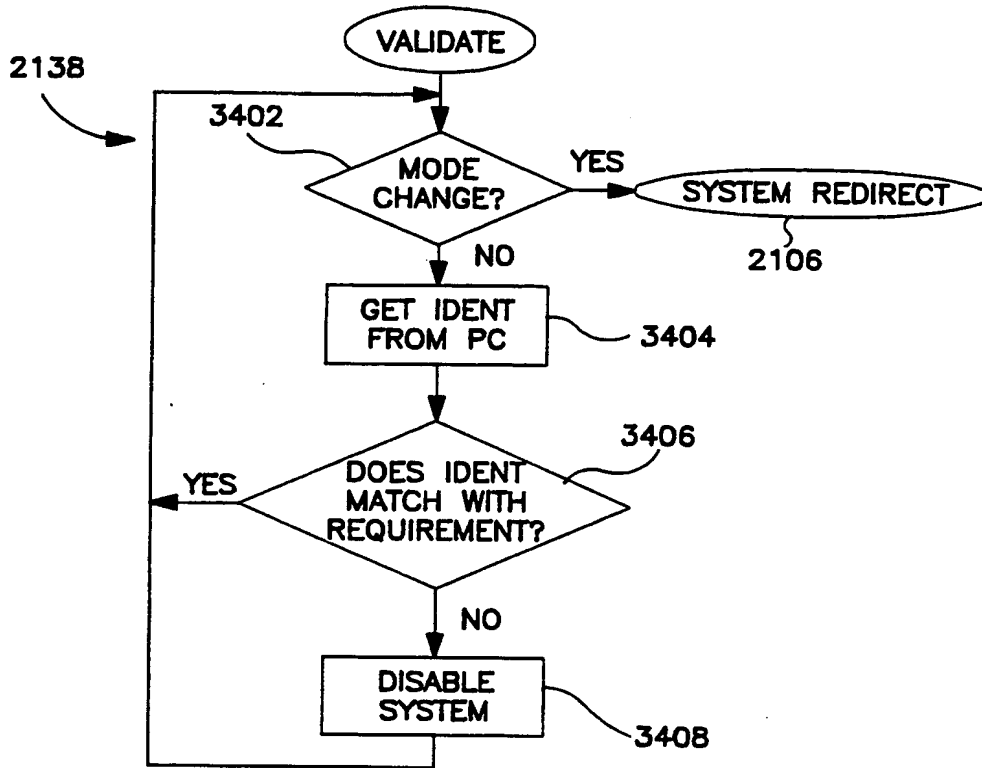 VALIDATE
2138
3402
MODE
CHANGE?
YES
SYSTEM REDIRECT
2106
NO
GET IDENT
FROM PC
3404
3406
DOES IDENT
MATCH WITH
REQUIREMENT?
YES
NO
DISABLE
SYSTEM
3408